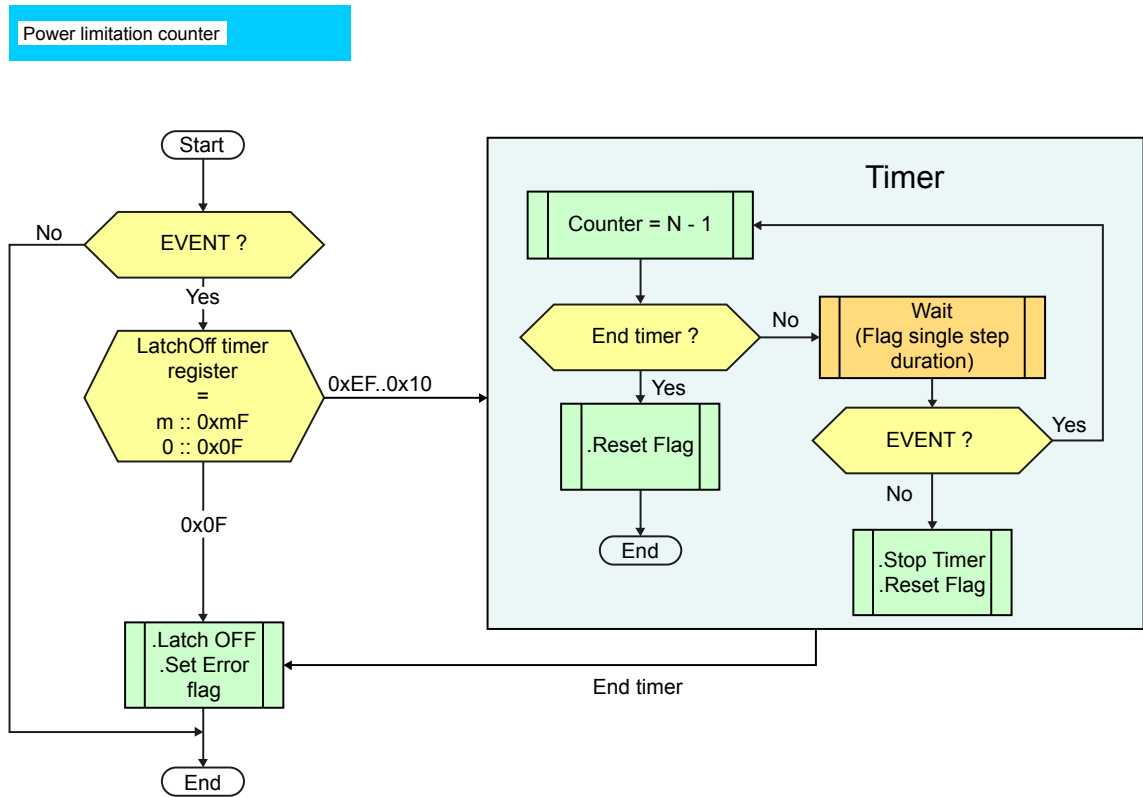 Power limitation counter
Start
EVENT ?
No
Yes
LatchOff timer
register
=
m :: 0xmF
0 :: 0x0F
0xEF..0x10
0x0F
.Latch OFF
.Set Error
flag
End
Timer
Counter = N - 1
End timer ?
No
Yes
.Reset Flag
End
Wait
(Flag single step
duration)
EVENT ?
Yes
No
.Stop Timer
.Reset Flag
End timer